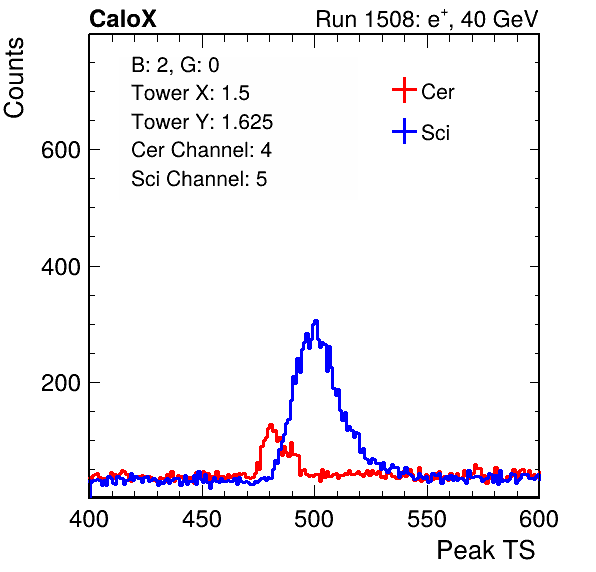 CaloX Run 1508: e⁺, 40 GeV
Counts
B: 2, G: 0
Tower X: 1.5
Tower Y: 1.625
Cer Channel: 4
Sci Channel: 5
Cer
Sci
600
400
200
400 450 500 550 600
Peak TS